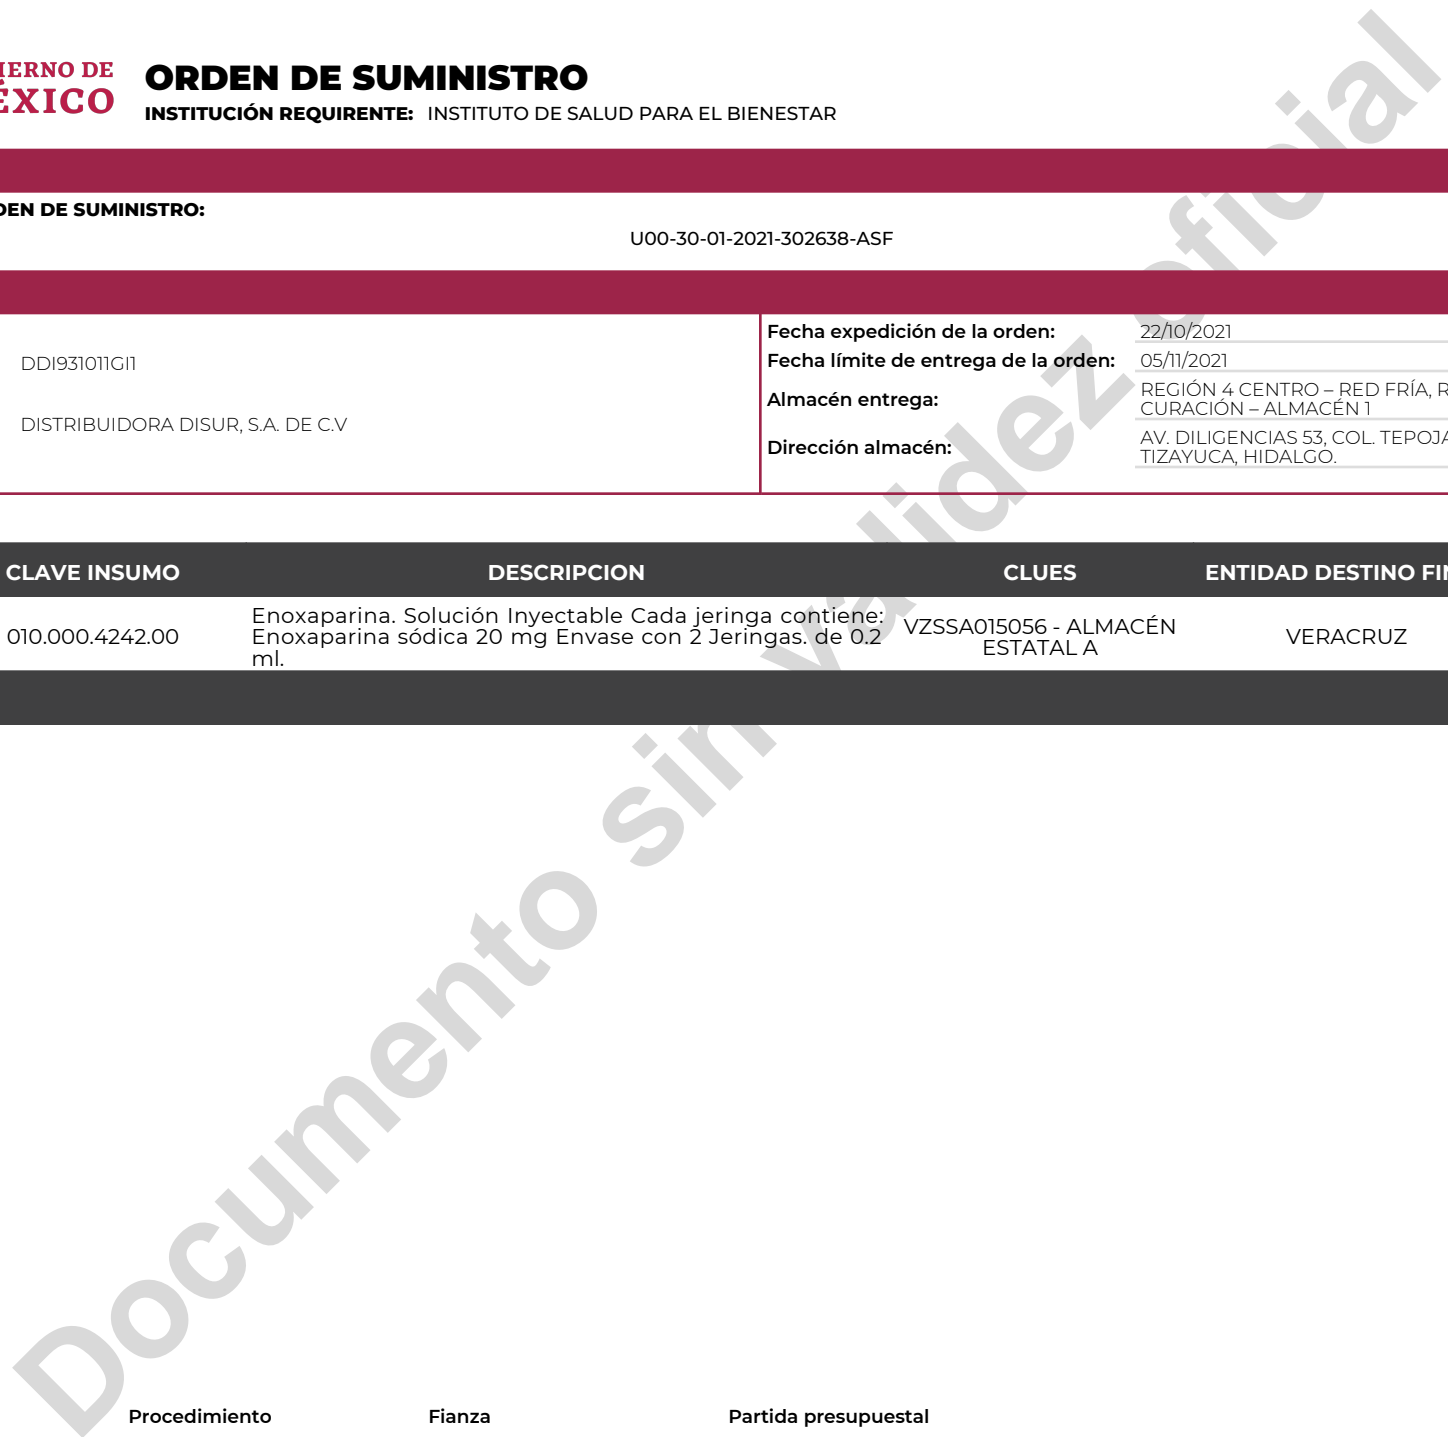 IERNO DE
ÉXICO
ORDEN DE SUMINISTRO
INSTITUCIÓN REQUIRENTE: INSTITUTO DE SALUD PARA EL BIENESTAR
DEN DE SUMINISTRO:
U00-30-01-2021-302638-ASF
DDI931011GI1
DISTRIBUIDORA DISUR, S.A. DE C.V
Fecha expedición de la orden: 22/10/2021
Fecha límite de entrega de la orden: 05/11/2021
Almacén entrega: REGIÓN 4 CENTRO – RED FRÍA, R
CURACIÓN – ALMACÉN 1
Dirección almacén: AV. DILIGENCIAS 53, COL. TEPOJA
TIZAYUCA, HIDALGO.
CLAVE INSUMO DESCRIPCION CLUES ENTIDAD DESTINO FIN
010.000.4242.00
Enoxaparina. Solución Inyectable Cada jeringa contiene:
Enoxaparina sódica 20 mg Envase con 2 Jeringas. de 0.2
ml.
VZSSA015056 - ALMACÉN
ESTATAL A
VERACRUZ
Documento sin validez oficial
Procedimiento Fianza Partida presupuestal